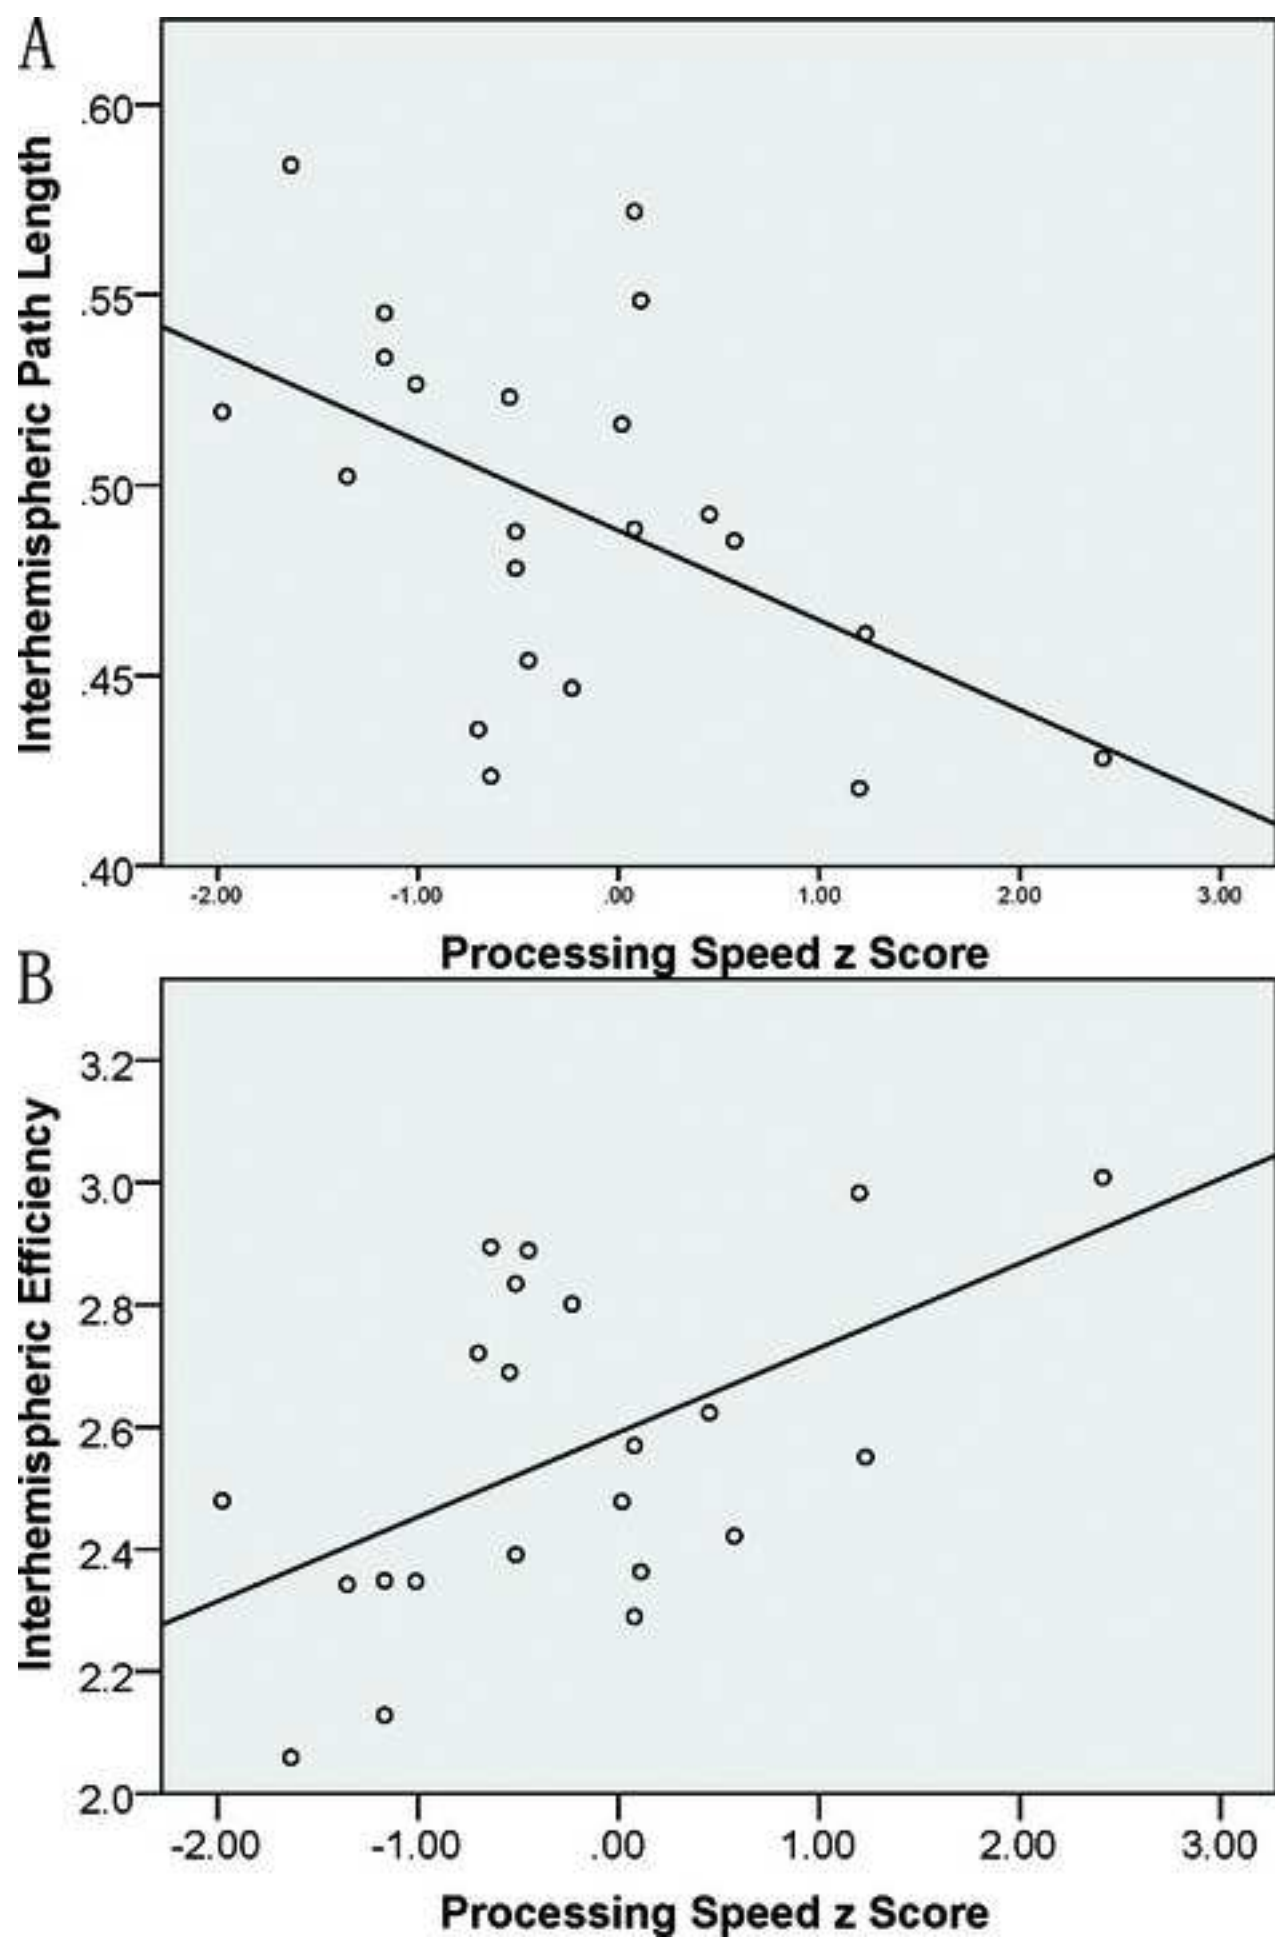 A
Interhemispheric Path Length
.60
.55
.50
.45
.40
-2.00 -1.00 .00 1.00 2.00 3.00
Processing Speed z Score
B
Interhemispheric Efficiency
3.2
3.0
2.8
2.6
2.4
2.2
2.0
-2.00 -1.00 .00 1.00 2.00 3.00
Processing Speed z Score